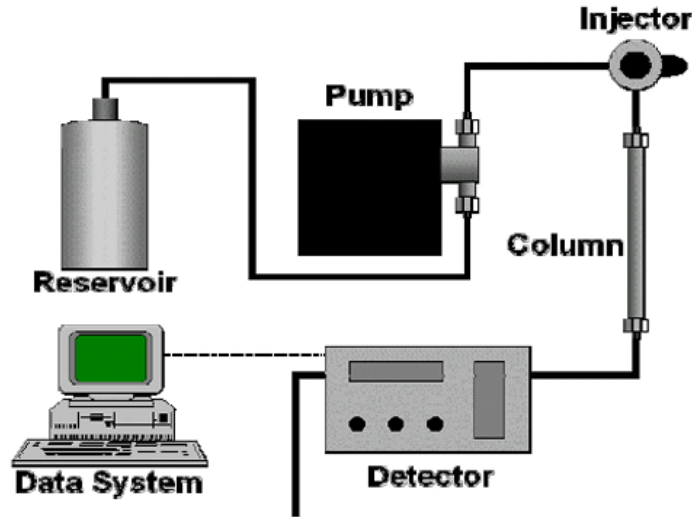 Injector
Pump
Column
Reservoir
Data System
Detector